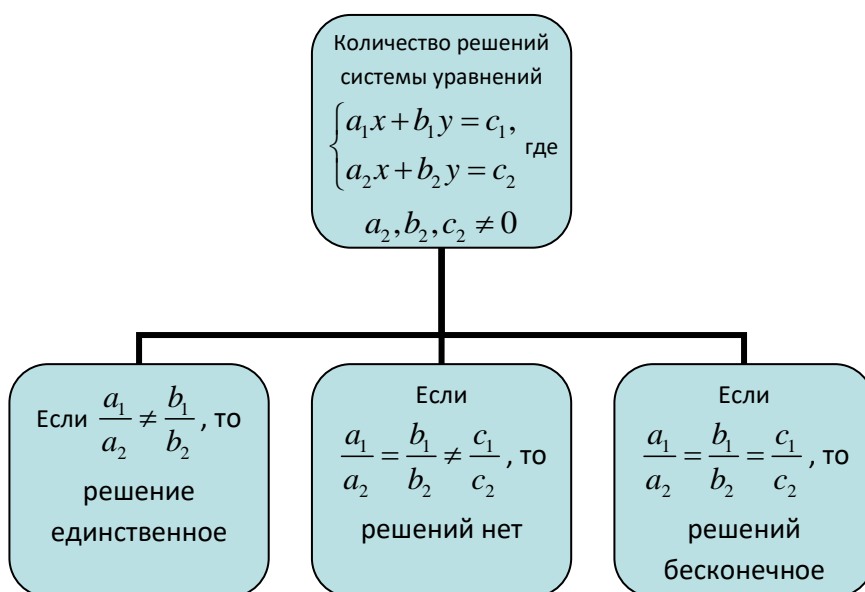 Количество решений
системы уравнений
{a₁x + b₁y = c₁,
a₂x + b₂y = c₂ где
a₂, b₂, c₂ ≠ 0
Если a₁/a₂ ≠ b₁/b₂ , то
решение
единственное
Если
a₁/a₂ = b₁/b₂ ≠ c₁/c₂ , то
решений нет
Если
a₁/a₂ = b₁/b₂ = c₁/c₂ , то
решений
бесконечное